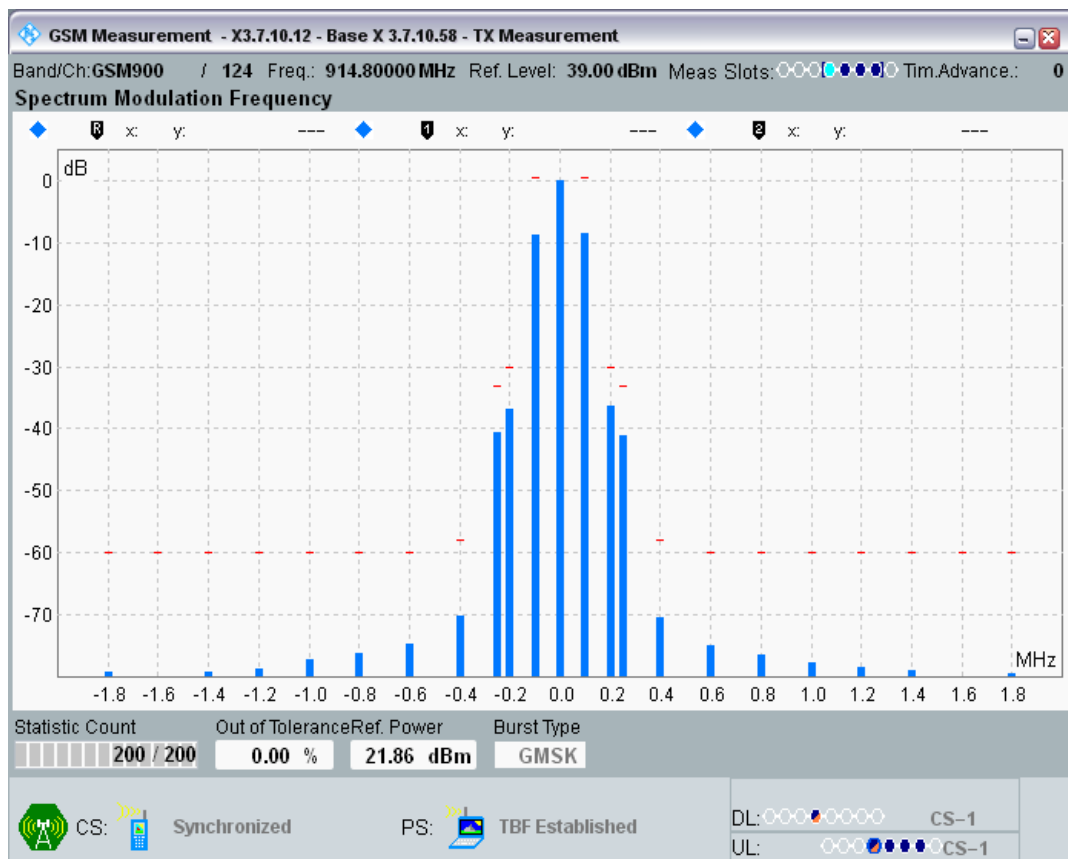 GSM Measurement - X3.7.10.12 - Base X 3.7.10.58 - TX Measurement
Band/Ch:GSM900 / 124 Freq.: 914.80000 MHz Ref. Level: 39.00 dBm Meas Slots: Tim.Advance.: 0
Spectrum Modulation Frequency
R x: y: --- 1 x: y: --- 2 x: y: ---
dB
0
-10
-20
-30
-40
-50
-60
-70
MHz
-1.8 -1.6 -1.4 -1.2 -1.0 -0.8 -0.6 -0.4 -0.2 0.0 0.2 0.4 0.6 0.8 1.0 1.2 1.4 1.6 1.8
Statistic Count Out of Tolerance Ref. Power Burst Type
200 / 200 0.00 % 21.86 dBm GMSK
CS: Synchronized PS: TBF Established
DL: CS-1
UL: CS-1